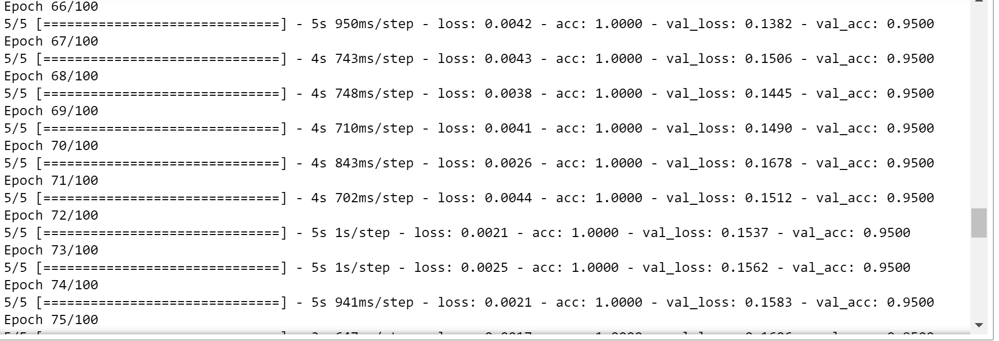 Epoch 66/100
5/5 [==============================] - 5s 950ms/step - loss: 0.0042 - acc: 1.0000 - val_loss: 0.1382 - val_acc: 0.9500
Epoch 67/100
5/5 [==============================] - 4s 743ms/step - loss: 0.0043 - acc: 1.0000 - val_loss: 0.1506 - val_acc: 0.9500
Epoch 68/100
5/5 [==============================] - 4s 748ms/step - loss: 0.0038 - acc: 1.0000 - val_loss: 0.1445 - val_acc: 0.9500
Epoch 69/100
5/5 [==============================] - 4s 710ms/step - loss: 0.0041 - acc: 1.0000 - val_loss: 0.1490 - val_acc: 0.9500
Epoch 70/100
5/5 [==============================] - 4s 843ms/step - loss: 0.0026 - acc: 1.0000 - val_loss: 0.1678 - val_acc: 0.9500
Epoch 71/100
5/5 [==============================] - 4s 702ms/step - loss: 0.0044 - acc: 1.0000 - val_loss: 0.1512 - val_acc: 0.9500
Epoch 72/100
5/5 [==============================] - 5s 1s/step - loss: 0.0021 - acc: 1.0000 - val_loss: 0.1537 - val_acc: 0.9500
Epoch 73/100
5/5 [==============================] - 5s 1s/step - loss: 0.0025 - acc: 1.0000 - val_loss: 0.1562 - val_acc: 0.9500
Epoch 74/100
5/5 [==============================] - 5s 941ms/step - loss: 0.0021 - acc: 1.0000 - val_loss: 0.1583 - val_acc: 0.9500
Epoch 75/100